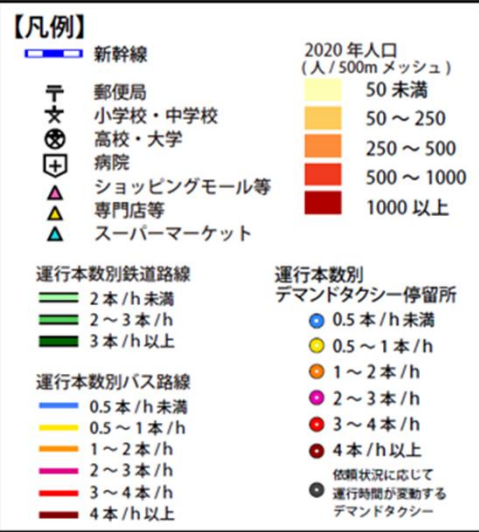 【凡例】
新幹線
郵便局
小学校・中学校
高校・大学
病院
ショッピングモール等
専門店等
スーパーマーケット
2020 年人口
( 人 / 500m メッシュ )
50 未満
50 ～ 250
250 ～ 500
500 ～ 1000
1000 以上
運行本数別鉄道路線
2 本 /h 未満
2 ～ 3 本 /h
3 本 /h 以上
運行本数別バス路線
0.5 本 /h 未満
0.5 ～ 1 本 /h
1 ～ 2 本 /h
2 ～ 3 本 /h
3 ～ 4 本 /h
4 本 /h 以上
運行本数別
デマンドタクシー停留所
0.5 本 /h 未満
0.5 ～ 1 本 /h
1 ～ 2 本 /h
2 ～ 3 本 /h
3 ～ 4 本 /h
4 本 /h 以上
依頼状況に応じて
運行時間が変動する
デマンドタクシー